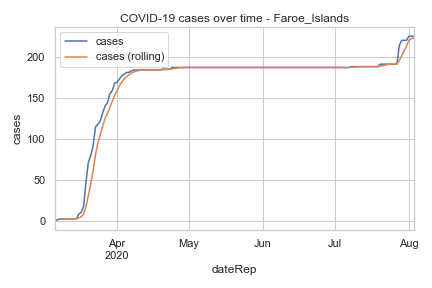 COVID-19 cases over time - Faroe_Islands
cases
cases (rolling)
cases
200
150
100
50
0
Apr
2020
May
Jun
Jul
Aug
dateRep